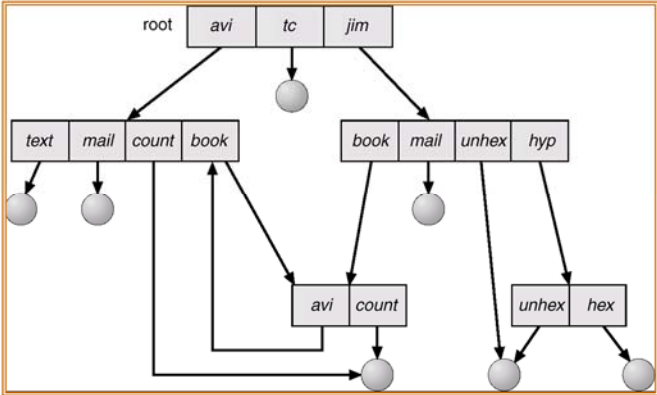 root avi tc jim
text mail count book book mail unhex hyp
avi count unhex hex